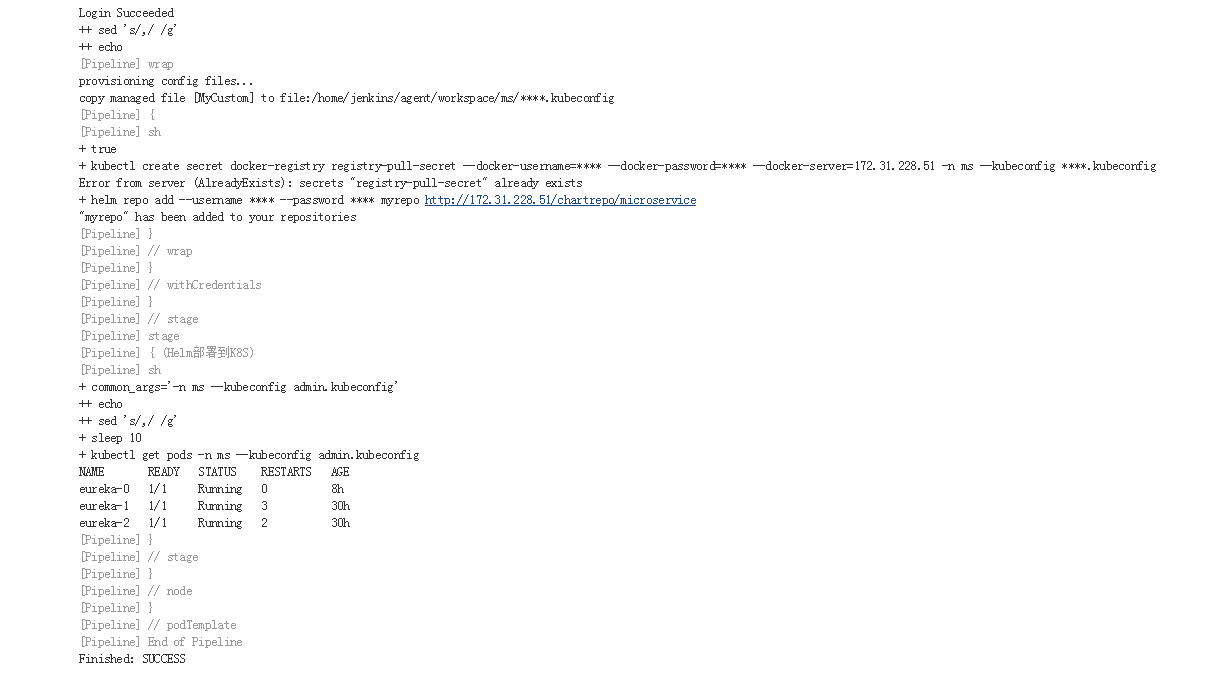 Login Succeeded
++ sed 's/,/ /g'
++ echo
[Pipeline] wrap
provisioning config files...
copy managed file [MyCustom] to file:/home/jenkins/agent/workspace/ms/****.kubeconfig
[Pipeline] {
[Pipeline] sh
+ true
+ kubectl create secret docker-registry registry-pull-secret --docker-username=**** --docker-password=**** --docker-server=172.31.228.51 -n ms --kubeconfig ****.kubeconfig
Error from server (AlreadyExists): secrets "registry-pull-secret" already exists
+ helm repo add --username **** --password **** myrepo http://172.31.228.51/chartrepo/microservice
"myrepo" has been added to your repositories
[Pipeline] }
[Pipeline] // wrap
[Pipeline] }
[Pipeline] // withCredentials
[Pipeline] }
[Pipeline] // stage
[Pipeline] stage
[Pipeline] { (Helm部署到K8S)
[Pipeline] sh
+ common_args='-n ms --kubeconfig admin.kubeconfig'
++ echo
++ sed 's/,/ /g'
+ sleep 10
+ kubectl get pods -n ms --kubeconfig admin.kubeconfig
NAME READY STATUS RESTARTS AGE
eureka-0 1/1 Running 0 8h
eureka-1 1/1 Running 3 30h
eureka-2 1/1 Running 2 30h
[Pipeline] }
[Pipeline] // stage
[Pipeline] }
[Pipeline] // node
[Pipeline] }
[Pipeline] // podTemplate
[Pipeline] End of Pipeline
Finished: SUCCESS